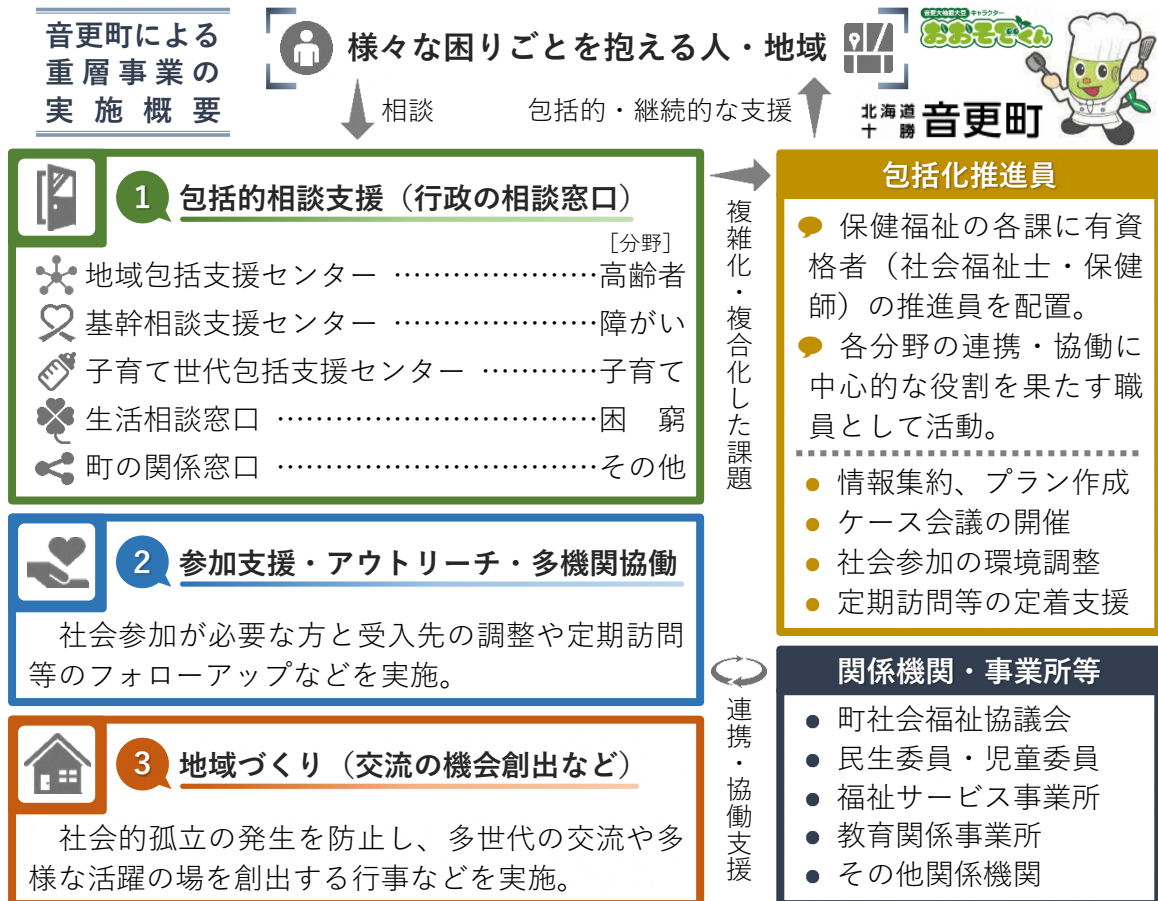 音更町による
重層事業の
実施概要
様々な困りごとを抱える人・地域
音更大袖振大豆 キャラクター
おおそでくん
相談
包括的・継続的な支援
北海道
十勝
音更町
1 包括的相談支援（行政の相談窓口）
［分野］
地域包括支援センター …………………高齢者
基幹相談支援センター …………………障がい
子育て世代包括支援センター …………子育て
生活相談窓口 ……………………………困　窮
町の関係窓口 ……………………………その他
複雑化・複合化した課題
包括化推進員
保健福祉の各課に有資
格者（社会福祉士・保健
師）の推進員を配置。
各分野の連携・協働に
中心的な役割を果たす職
員として活動。
● 情報集約、プラン作成
● ケース会議の開催
● 社会参加の環境調整
● 定期訪問等の定着支援
2 参加支援・アウトリーチ・多機関協働
社会参加が必要な方と受入先の調整や定期訪問
等のフォローアップなどを実施。
3 地域づくり（交流の機会創出など）
社会的孤立の発生を防止し、多世代の交流や多
様な活躍の場を創出する行事などを実施。
連携・協働支援
関係機関・事業所等
● 町社会福祉協議会
● 民生委員・児童委員
● 福祉サービス事業所
● 教育関係事業所
● その他関係機関